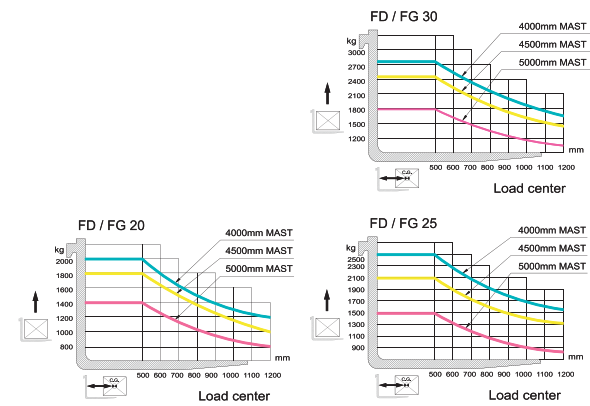 FD / FG 30
4000mm MAST
4500mm MAST
5000mm MAST
kg
3000
2700
2400
2100
1800
1500
1200
mm
500 600 700 800 900 1000 1100 1200
C.G.
Load center
FD / FG 20
4000mm MAST
4500mm MAST
5000mm MAST
kg
2000
1800
1600
1400
1200
1000
800
mm
500 600 700 800 900 1000 1100 1200
C.G.
Load center
FD / FG 25
4000mm MAST
4500mm MAST
5000mm MAST
kg
2500
2300
2100
1900
1700
1500
1300
1100
900
mm
500 600 700 800 900 1000 1100 1200
C.G.
Load center